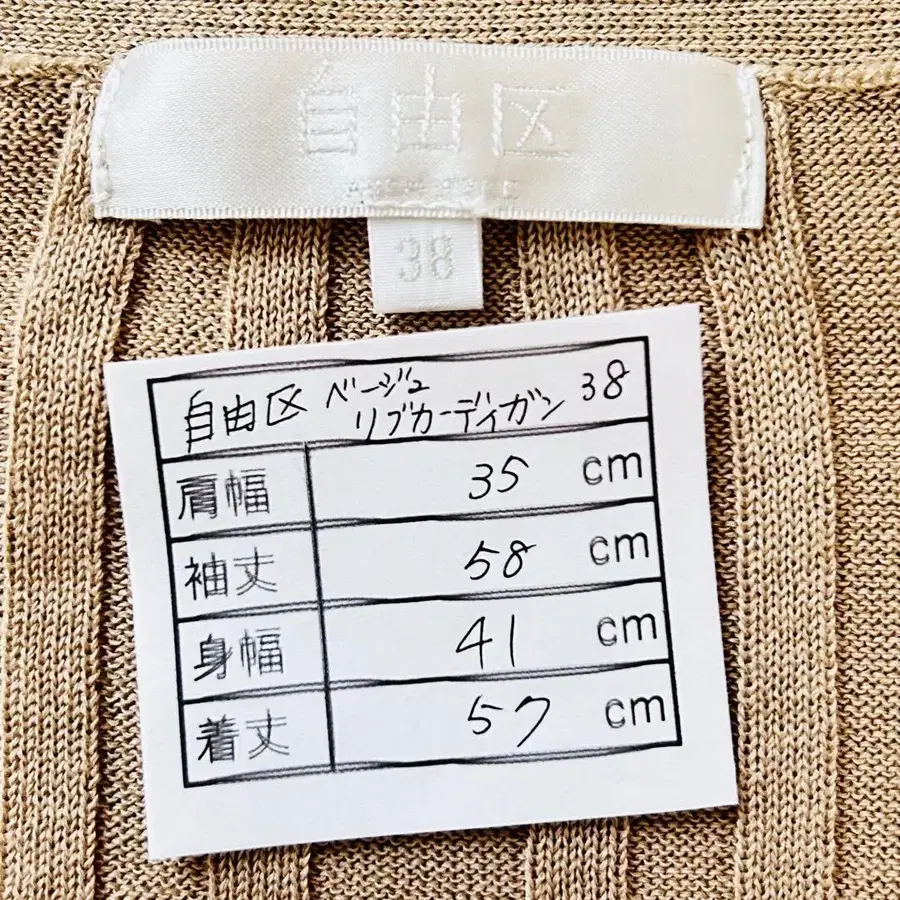 自由区
38
自由区 ベージュ 38
リブカーディガン
肩幅 35 cm
袖丈 58 cm
身幅 41 cm
着丈 57 cm